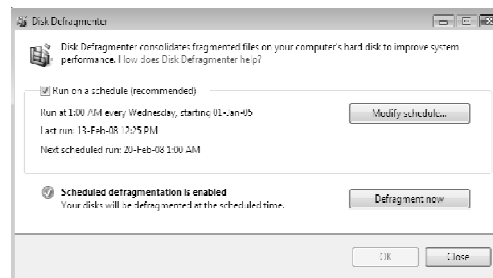 Disk Defragmenter
Disk Defragmenter consolidates fragmented files on your computer's hard disk to improve system
performance. How does Disk Defragmenter help?
Run on a schedule (recommended)
Run at 1:00 AM every Wednesday, starting 01-Jan-05
Modify schedule...
Last run: 13-Feb-08 12:25 PM
Next scheduled run: 20-Feb-08 1:00 AM
Scheduled defragmentation is enabled
Your disks will be defragmented at the scheduled time.
Defragment now
OK
Close